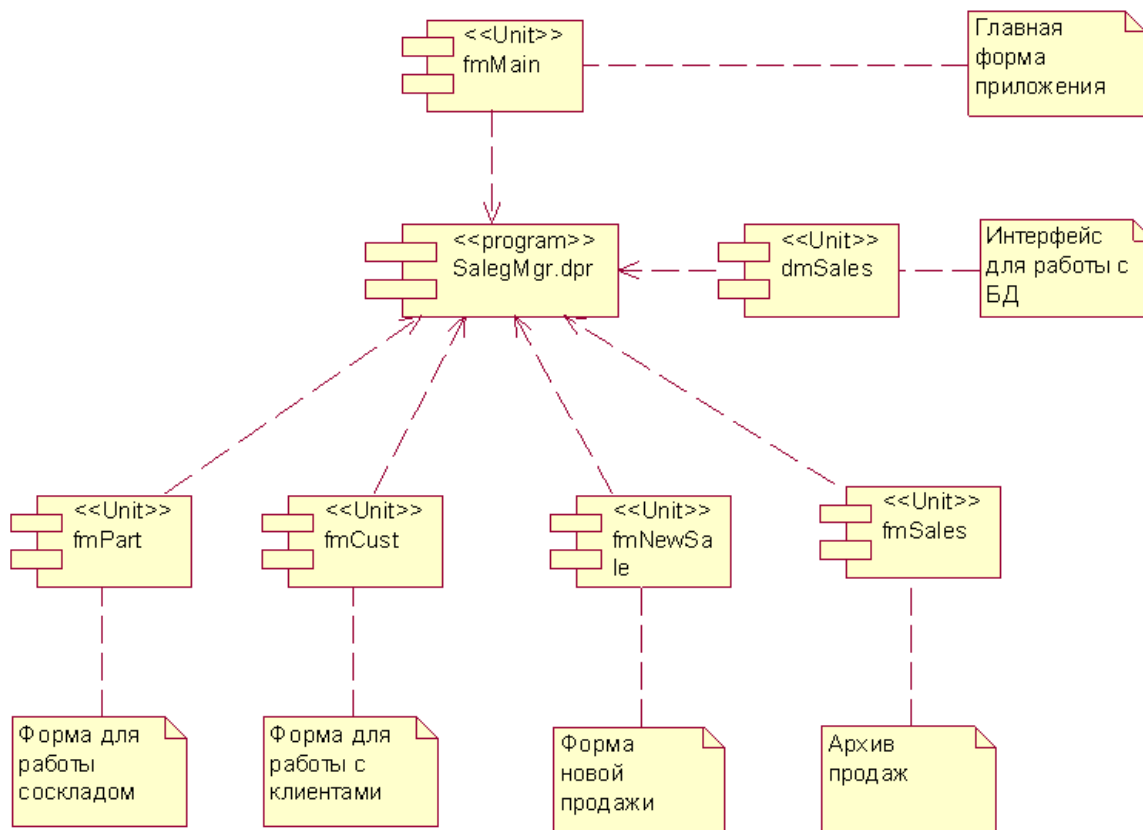 <<Unit>>
fmMain
Главная
форма
приложения
<<program>>
SalegMgr.dpr
<<Unit>>
dmSales
Интерфейс
для работы с
БД
<<Unit>>
fmPart
<<Unit>>
fmCust
<<Unit>>
fmNewSa
le
<<Unit>>
fmSales
Форма для
работы
соскладом
Форма для
работы с
клиентами
Форма
новой
продажи
Архив
продаж